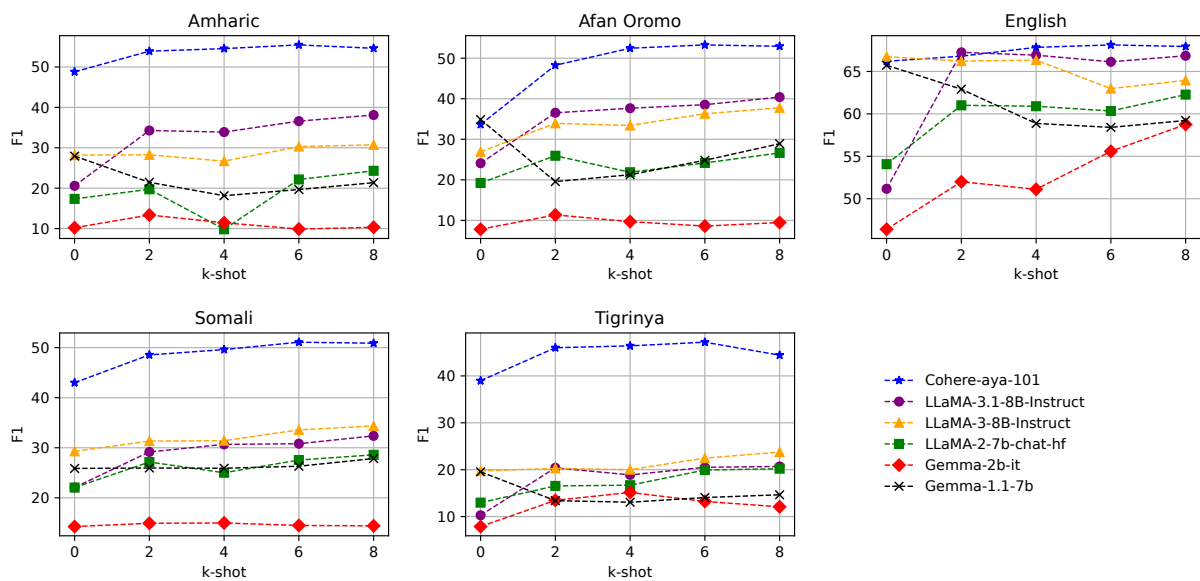 Amharic
F1
50
40
30
20
10
0 2 4 6 8
k-shot
Afan Oromo
F1
50
40
30
20
10
0 2 4 6 8
k-shot
English
F1
65
60
55
50
0 2 4 6 8
k-shot
Somali
F1
50
40
30
20
0 2 4 6 8
k-shot
Tigrinya
F1
40
30
20
10
0 2 4 6 8
k-shot
Cohere-aya-101
LLaMA-3.1-8B-Instruct
LLaMA-3-8B-Instruct
LLaMA-2-7b-chat-hf
Gemma-2b-it
Gemma-1.1-7b